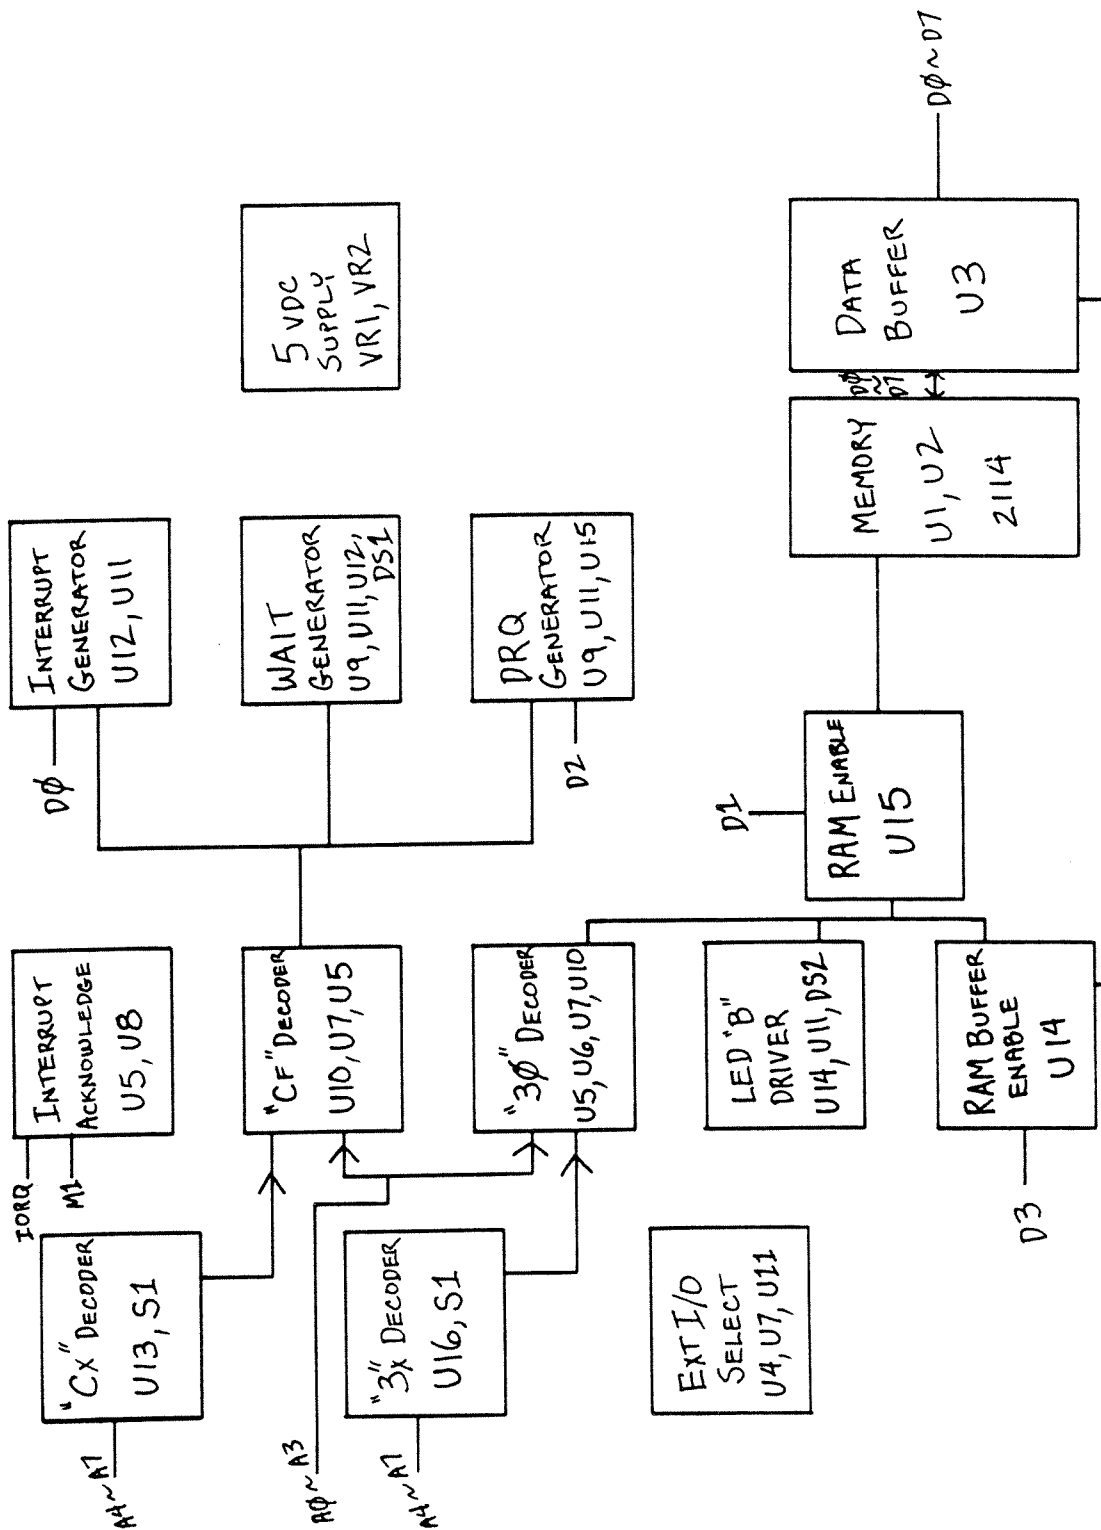 A4~A7
"Cx" DECODER
U13, S1
AØ~A3
A4~A7
"3x" DECODER
U16, S1
EXT I/O
SELECT
U4, U7, U11
IORQ
M1
INTERRUPT
ACKNOWLEDGE
U5, U8
"CF" DECODER
U10, U7, U5
"3Ø" DECODER
U5, U6, U7, U10
LED "B"
DRIVER
U14, U11, DS2
D3
RAM BUFFER
ENABLE
U14
DØ
INTERRUPT
GENERATOR
U12, U11
WAIT
GENERATOR
U9, U11, U12,
DS1
D2
DRQ
GENERATOR
U9, U11, U15
D1
RAM ENABLE
U15
5 VDC
SUPPLY
VR1, VR2
MEMORY
U1, U2
2114
DØ
~
D7
DATA
BUFFER
U3
DØ~D7